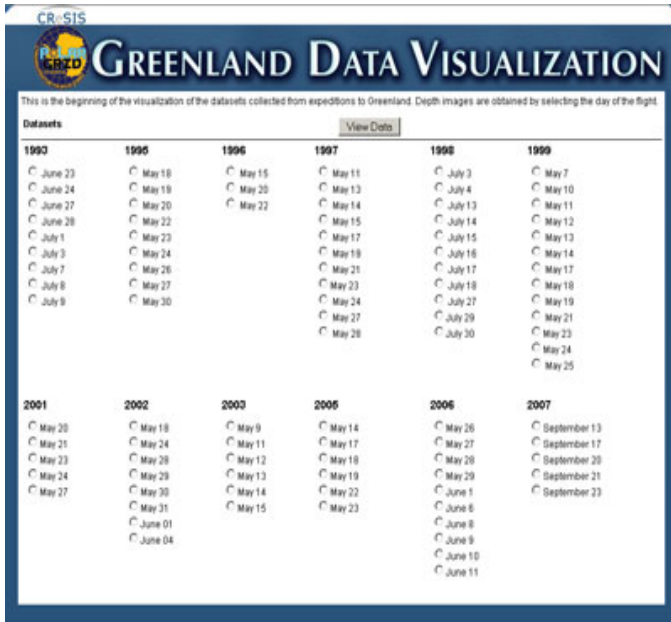 CReSIS
POLAR
GRID
GREENLAND DATA VISUALIZATION
This is the beginning of the visualization of the datasets collected from expeditions to Greenland. Depth images are obtained by selecting the day of the flight.
Datasets
View Data
1993
June 23
June 24
June 27
June 28
July 1
July 3
July 7
July 8
July 9
1995
May 18
May 19
May 20
May 22
May 23
May 24
May 26
May 27
May 30
1996
May 15
May 20
May 22
1997
May 11
May 13
May 14
May 15
May 17
May 19
May 21
May 23
May 24
May 27
May 28
1998
July 3
July 4
July 13
July 14
July 15
July 16
July 17
July 18
July 27
July 29
July 30
1999
May 7
May 10
May 11
May 12
May 13
May 14
May 17
May 18
May 19
May 21
May 23
May 24
May 25
2001
May 20
May 21
May 23
May 24
May 27
2002
May 18
May 24
May 28
May 29
May 30
May 31
June 01
June 04
2003
May 9
May 11
May 12
May 13
May 14
May 15
2005
May 14
May 17
May 18
May 19
May 22
May 23
2006
May 26
May 27
May 28
May 29
June 1
June 6
June 8
June 9
June 10
June 11
2007
September 13
September 17
September 20
September 21
September 23